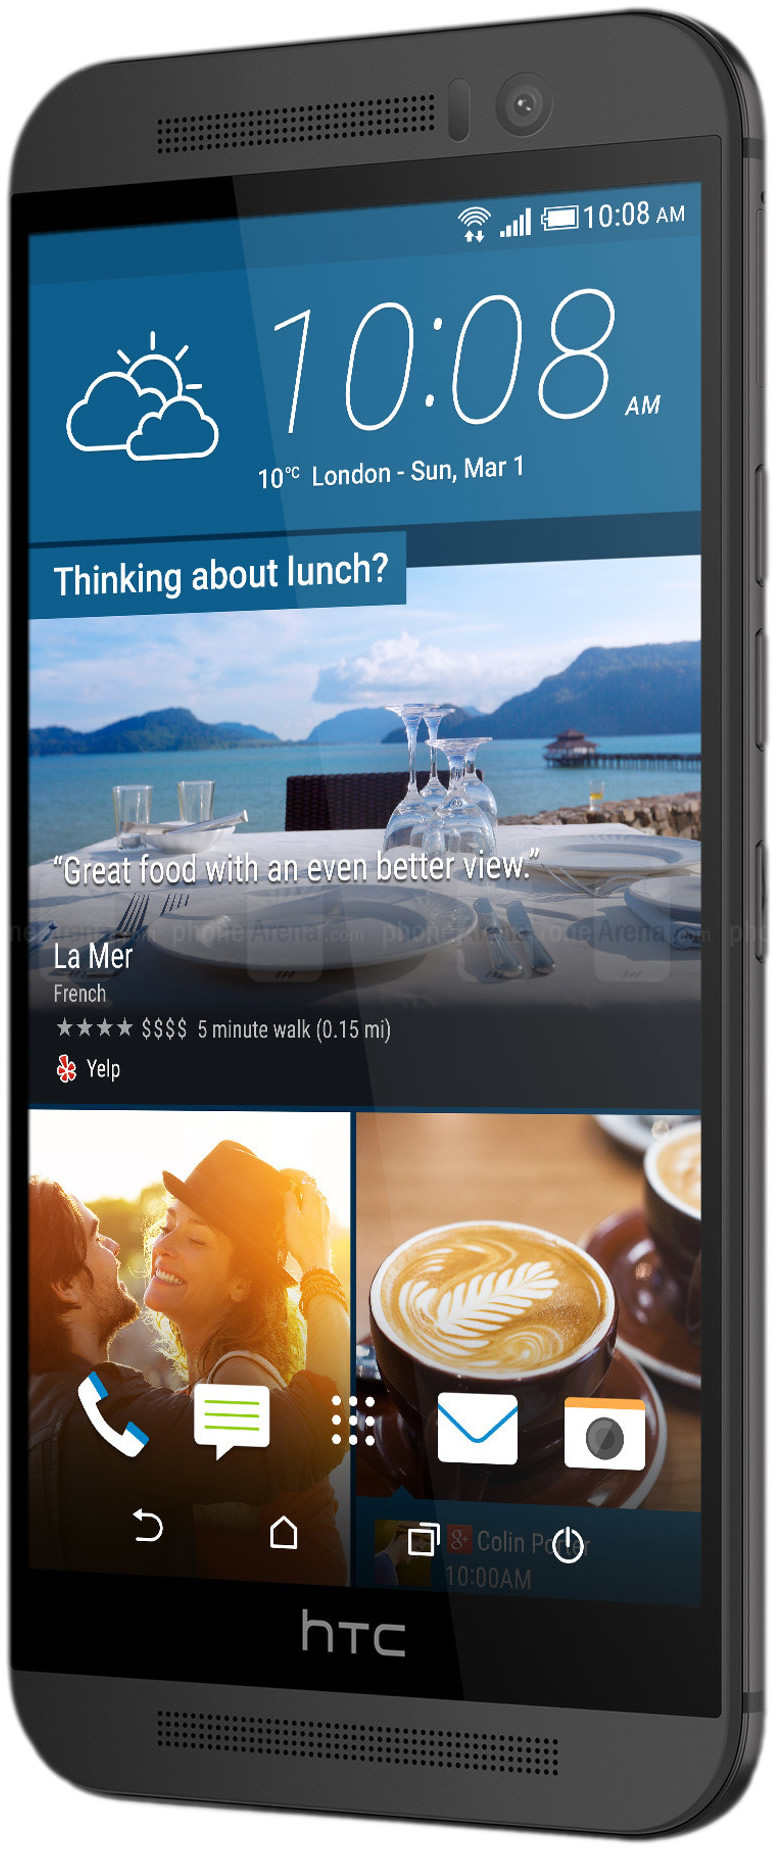 10:08 AM
10:08 AM
10°C London - Sun, Mar 1
Thinking about lunch?
“Great food with an even better view.”
phoneArena.com phoneArena.com phoneArena.com
La Mer
French
★★★★ $$$$ 5 minute walk (0.15 mi)
Yelp
g+ Colin Porter
10:00AM
hTC